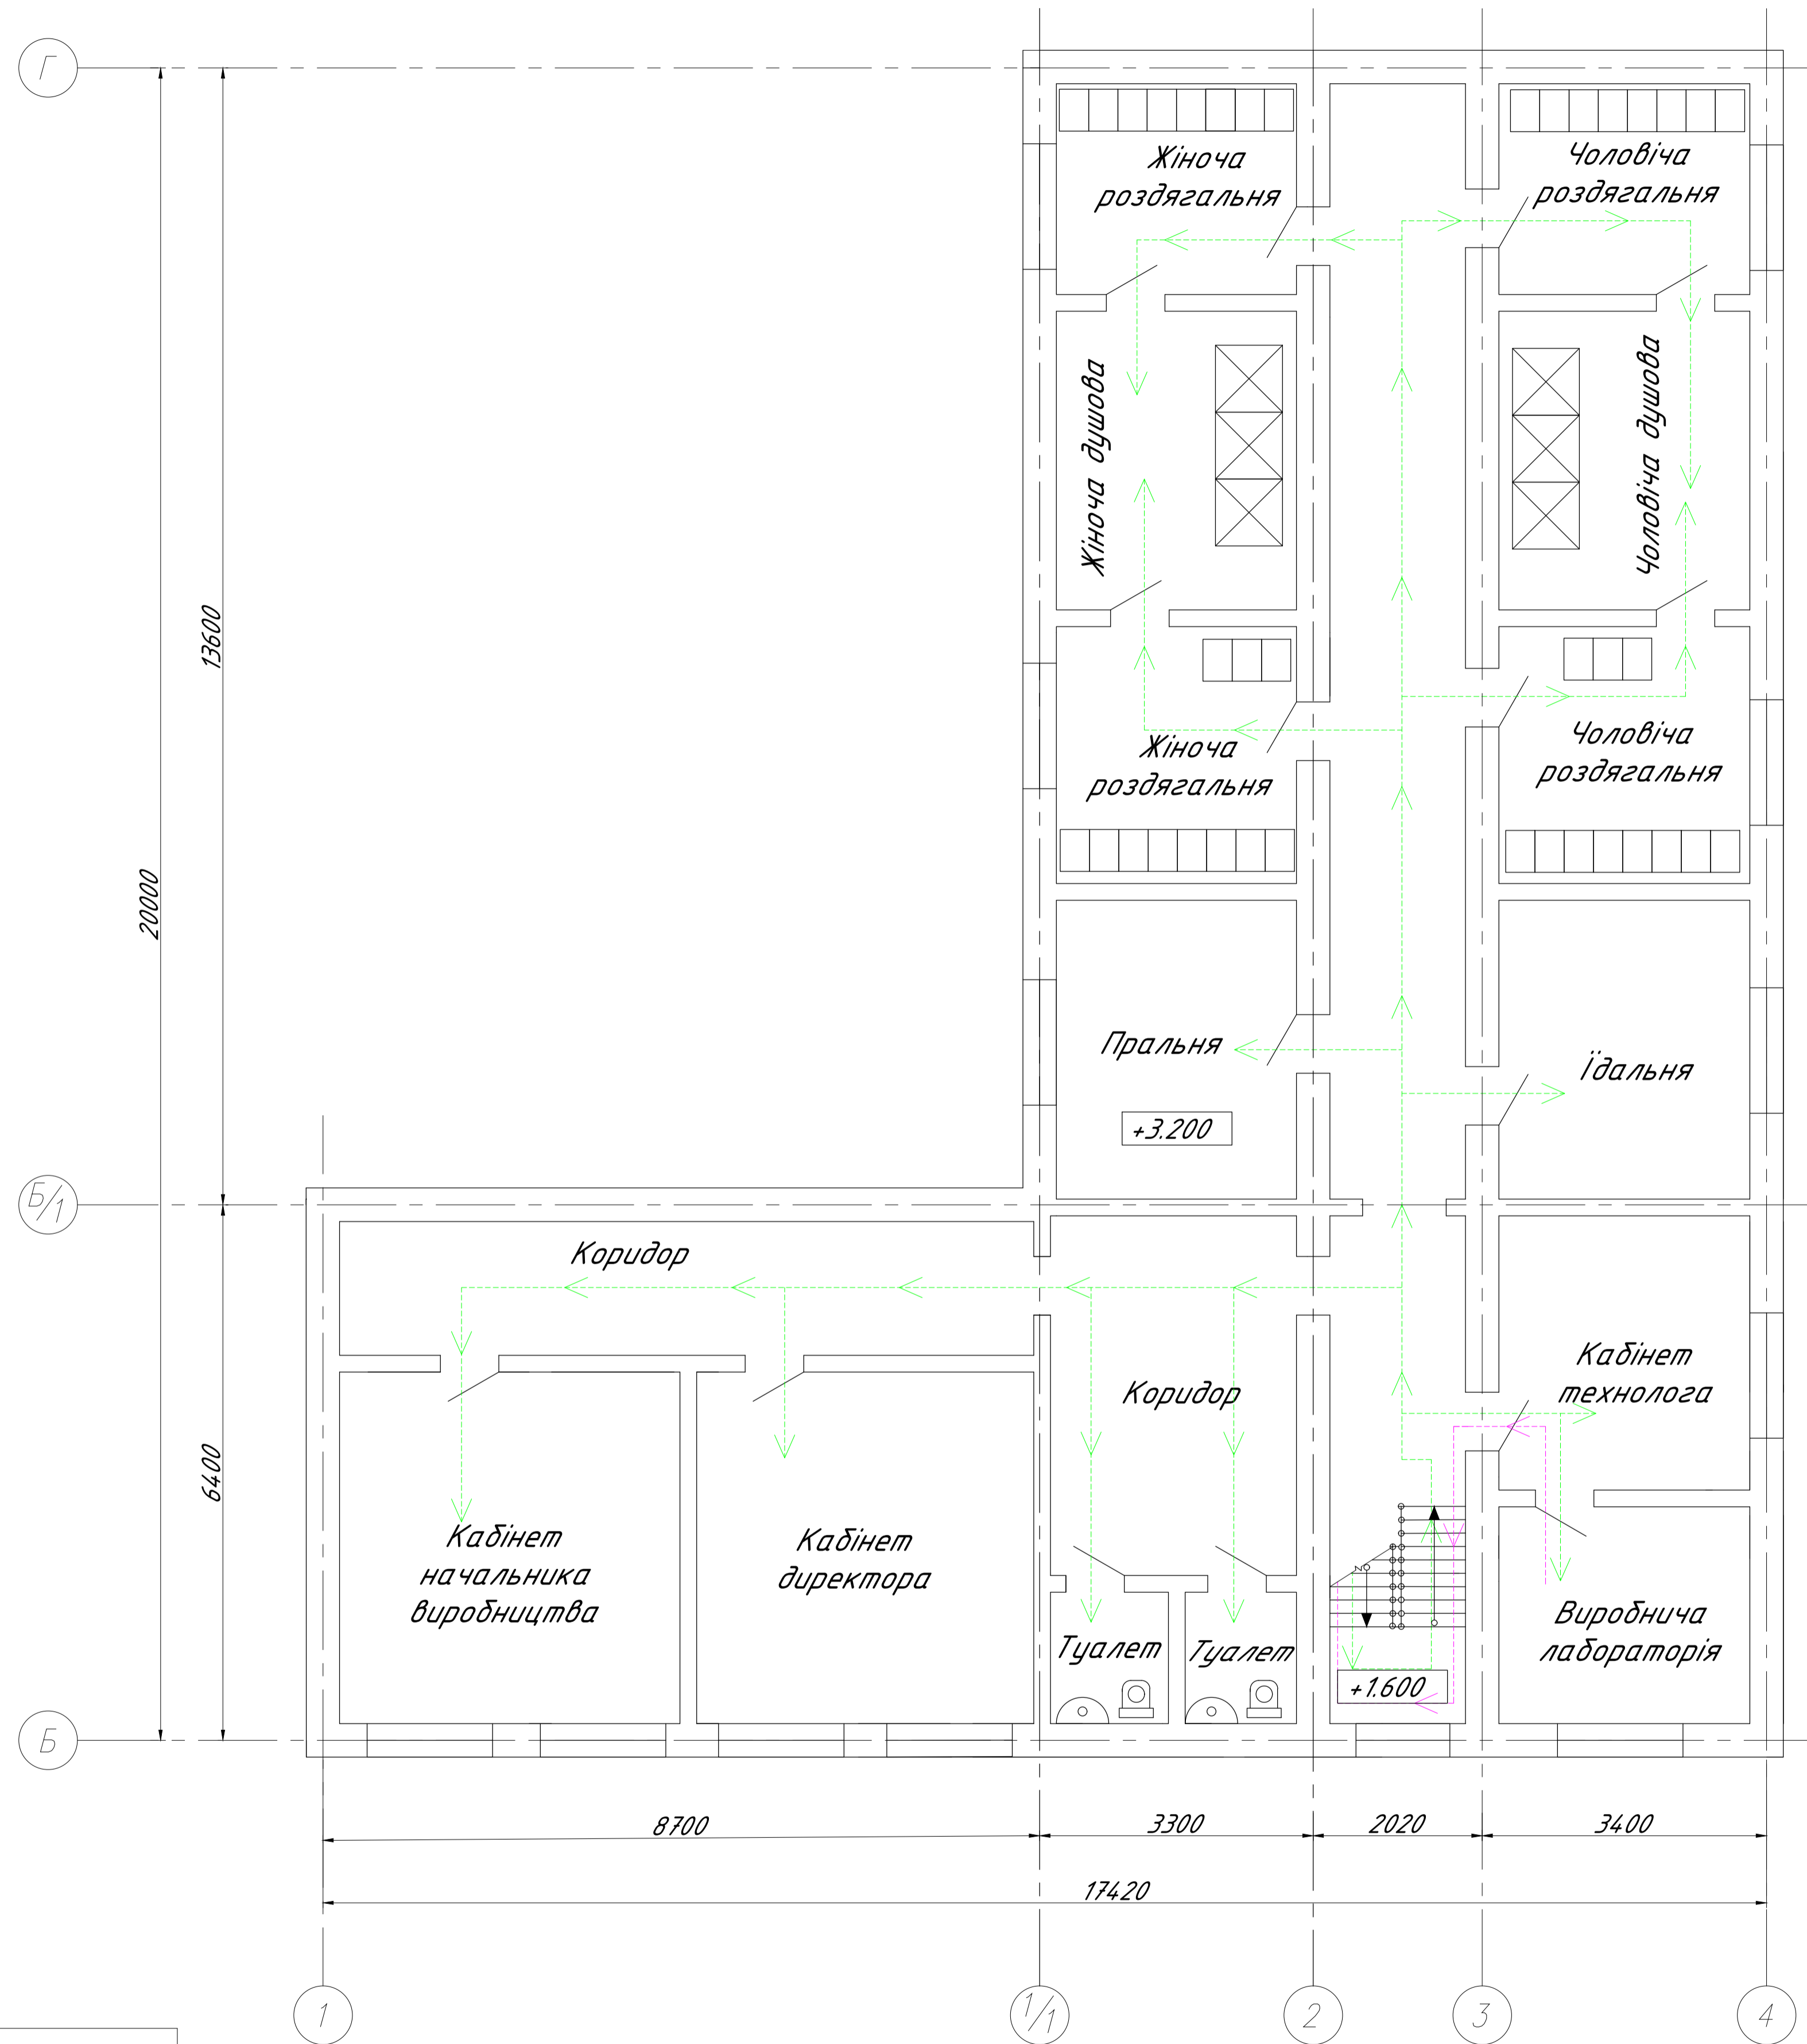 Г
Жіноча
роздягальня
Чоловіча
роздягальня
Жіноча душова
Чоловіча душова
13600
20000
Жіноча
роздягальня
Чоловіча
роздягальня
Пральня
Їдальня
+3.200
Б/1
Коридор
Коридор
Кабінет
технолога
6400
Кабінет
начальника
виробництва
Кабінет
директора
Туалет
Туалет
Виробнича
лабораторія
+1.600
Б
8700
3300
2020
3400
17420
1
1/1
2
3
4